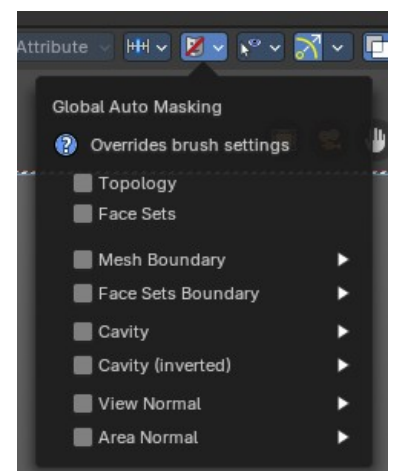 Attribute
Global Auto Masking
Overrides brush settings
Topology
Face Sets
Mesh Boundary
Face Sets Boundary
Cavity
Cavity (inverted)
View Normal
Area Normal